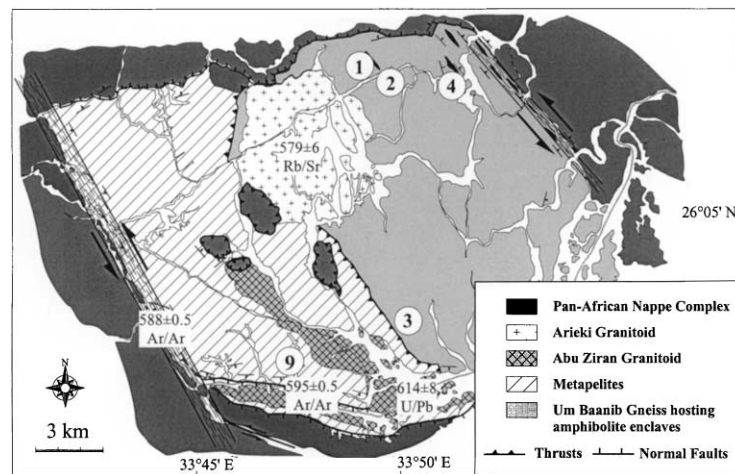 1
2
4
579±6
Rb/Sr
26°05' N
588±0.5
Ar/Ar
3
9
595±0.5
Ar/Ar
614±8
U/Pb
N
3 km
33°45' E
33°50' E
Pan-African Nappe Complex
Arieki Granitoid
Abu Ziran Granitoid
Metapelites
Um Baanib Gneiss hosting
amphibolite enclaves
Thrusts
Normal Faults